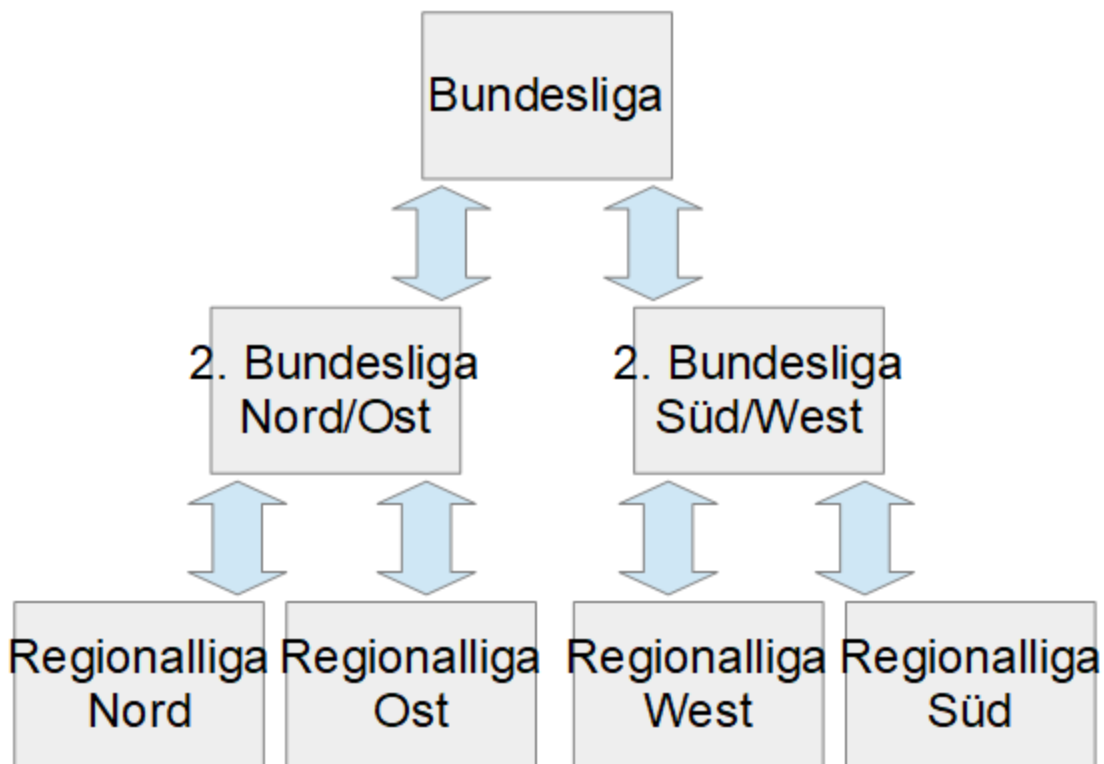 Bundesliga
2. Bundesliga
Nord/Ost
2. Bundesliga
Süd/West
Regionalliga
Nord
Regionalliga
Ost
Regionalliga
West
Regionalliga
Süd